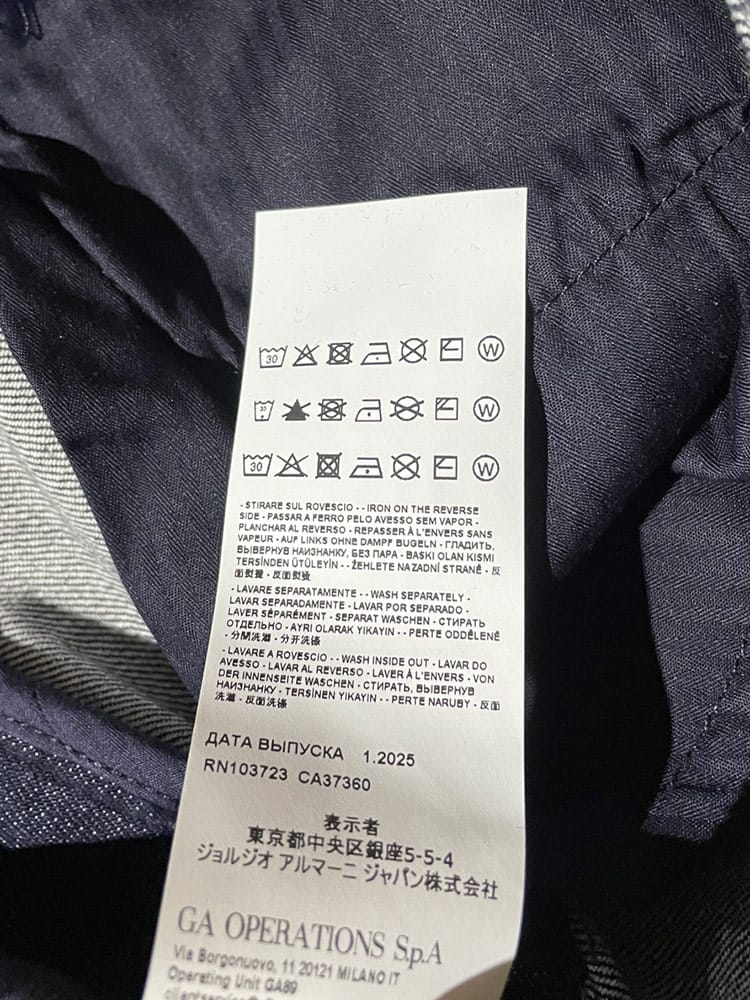 30 W
30 W
30 W
- STIRARE SUL ROVESCIO - - IRON ON THE REVERSE
SIDE - PASSAR A FERRO PELO AVESSO SEM VAPOR -
PLANCHAR AL REVERSO - REPASSER À L'ENVERS SANS
VAPEUR - AUF LINKS OHNE DAMPF BUGELN - ГЛАДИТЬ,
ВЫВЕРНУВ НАИЗНАНКУ, БЕЗ ПАРА - BASKI OLAN KISMI
TERSİNDEN ÜTÜLEYİN - - ŽEHLETE NA ZADNÍ STRANĚ - 反
面熨燙 - 反面熨烫
- LAVARE SEPARATAMENTE - - WASH SEPARATELY -
LAVAR SEPARADAMENTE - LAVAR POR SEPARADO -
LAVER SÉPARÉMENT - SEPARAT WASCHEN - СТИРАТЬ
ОТДЕЛЬНО - AYRI OLARAK YIKAYIN - - PERTE ODDĚLENĚ
- 分開洗滌 - 分开洗涤
- LAVARE A ROVESCIO - - WASH INSIDE OUT - LAVAR DO
AVESSO - LAVAR AL REVERSO - LAVER À L'ENVERS - VON
DER INNENSEITE WASCHEN - СТИРАТЬ, ВЫВЕРНУВ
НАИЗНАНКУ - TERSİNEN YIKAYIN - - PERTE NARUBY - 反面
洗滌 - 反面洗涤
ДАТА ВЫПУСКА 1.2025
RN103723 CA37360
表示者
東京都中央区銀座5-5-4
ジョルジオ アルマーニ ジャパン株式会社
GA OPERATIONS S.p.A
Via Borgonuovo, 11 20121 MILANO IT
Operating Unit GA89